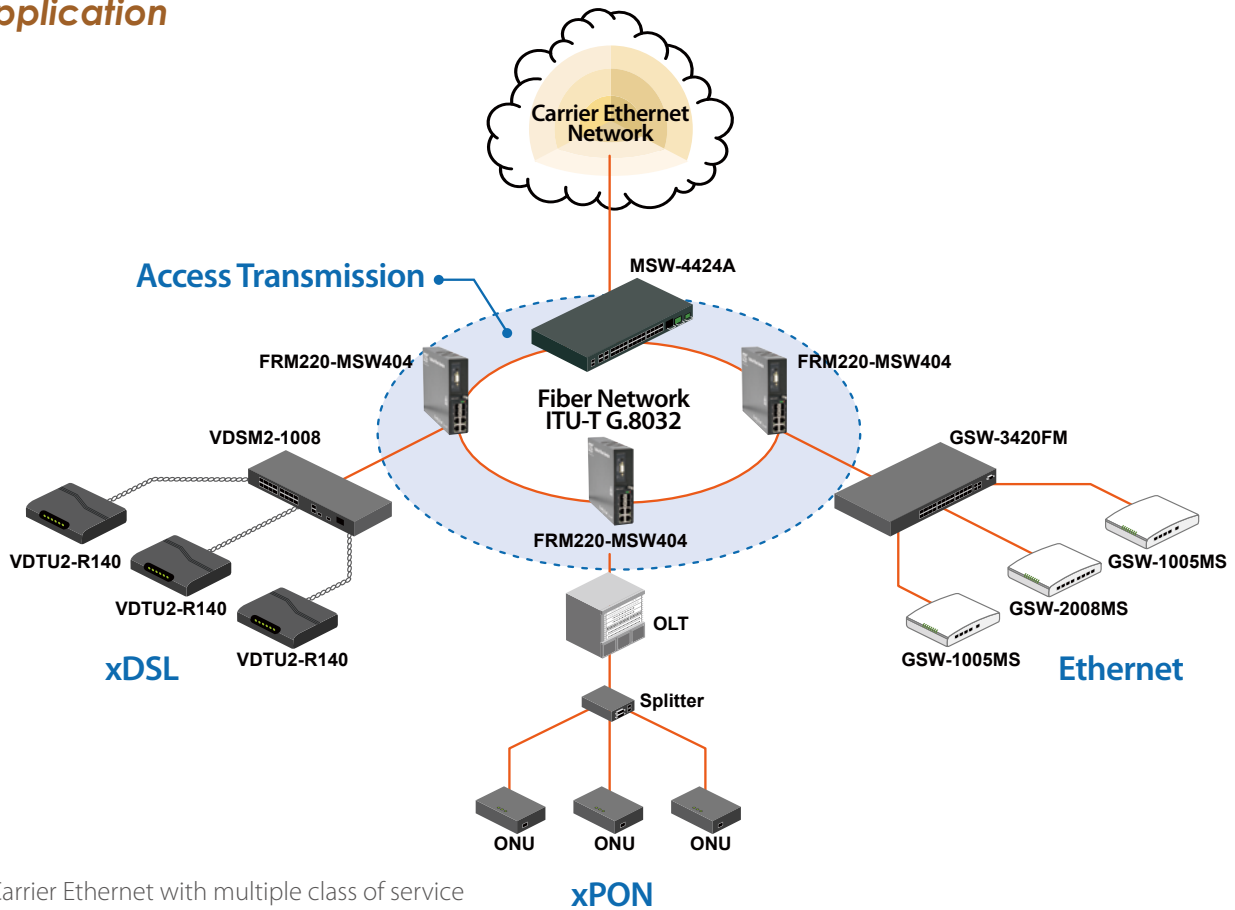 pplication
Carrier Ethernet
Network
Access Transmission
MSW-4424A
FRM220-MSW404
FRM220-MSW404
Fiber Network
ITU-T G.8032
VDSM2-1008
GSW-3420FM
FRM220-MSW404
VDTU2-R140
GSW-1005MS
VDTU2-R140
GSW-2008MS
OLT
VDTU2-R140
GSW-1005MS
xDSL
Ethernet
Splitter
ONU
ONU
ONU
Carrier Ethernet with multiple class of service
xPON